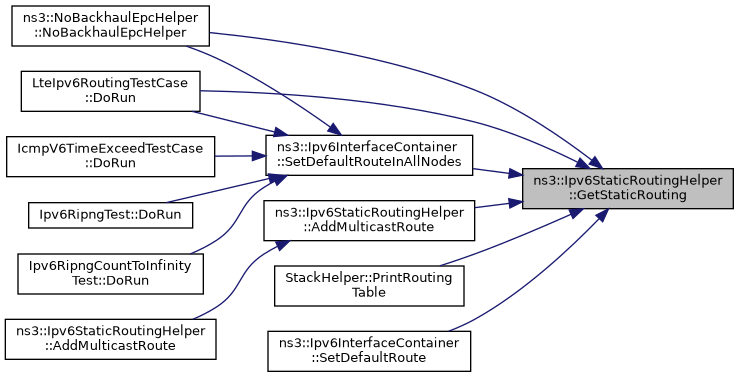 ns3::NoBackhaulEpcHelper
::NoBackhaulEpcHelper
LteIpv6RoutingTestCase
::DoRun
IcmpV6TimeExceedTestCase
::DoRun
Ipv6RipngTest::DoRun
Ipv6RipngCountToInfinity
Test::DoRun
ns3::Ipv6StaticRoutingHelper
::AddMulticastRoute
ns3::Ipv6InterfaceContainer
::SetDefaultRouteInAllNodes
ns3::Ipv6StaticRoutingHelper
::AddMulticastRoute
StackHelper::PrintRouting
Table
ns3::Ipv6InterfaceContainer
::SetDefaultRoute
ns3::Ipv6StaticRoutingHelper
::GetStaticRouting